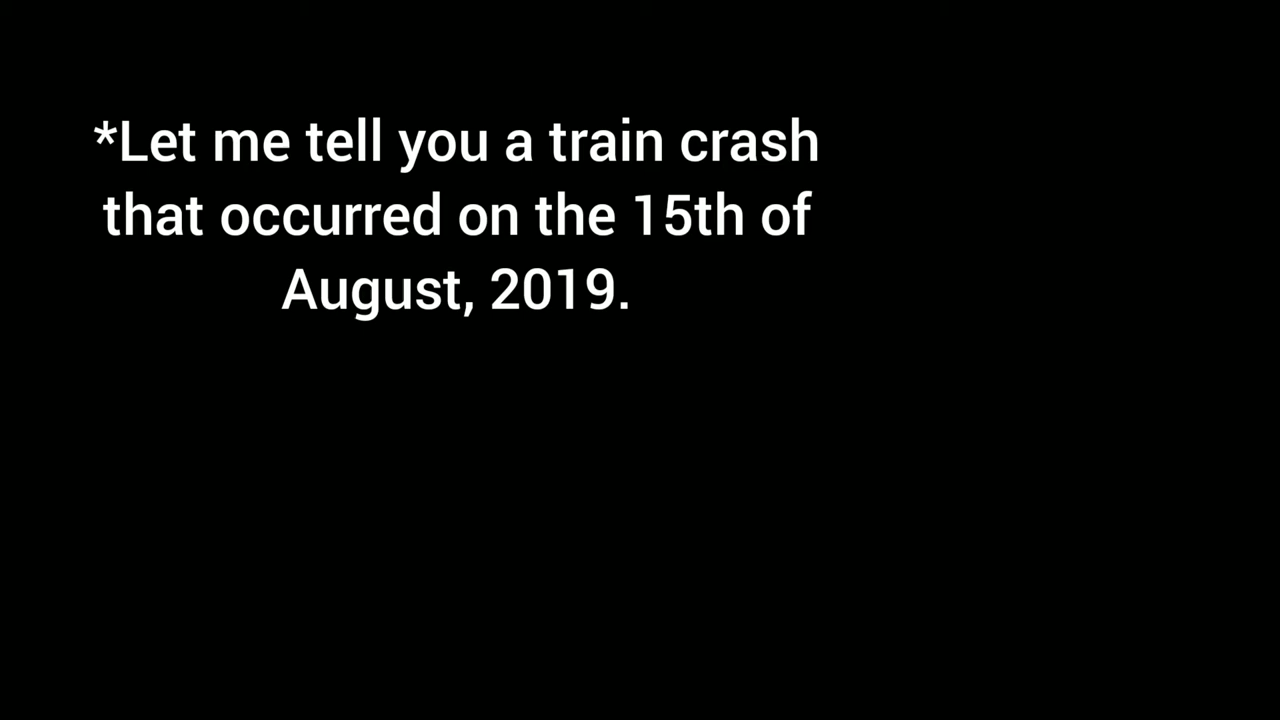 *Let me tell you a train crash
that occurred on the 15th of
August, 2019.